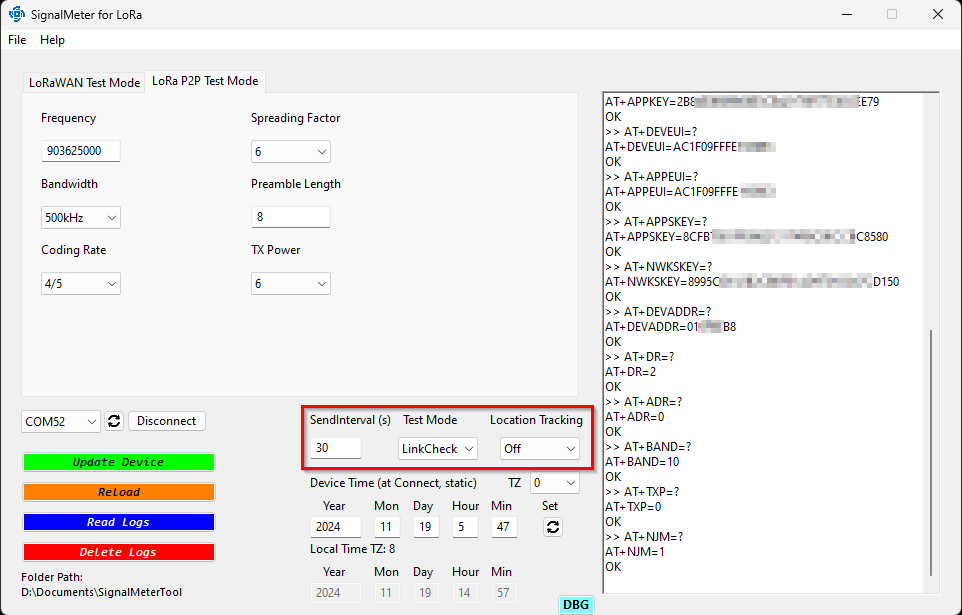 SignalMeter for LoRa
File Help
LoRaWAN Test Mode LoRa P2P Test Mode
Frequency Spreading Factor
903625000 6
Bandwidth Preamble Length
500kHz 8
Coding Rate TX Power
4/5 6
COM52 Disconnect
Update Device
Reload
Read Logs
Delete Logs
Folder Path:
D:\Documents\SignalMeterTool
SendInterval (s) Test Mode Location Tracking
30 LinkCheck Off
Device Time (at Connect, static) TZ 0
Year Mon Day Hour Min Set
2024 11 19 5 47
Local Time TZ: 8
Year Mon Day Hour Min
2024 11 19 14 57
DBG
AT+APPKEY=2B8 EE79
OK
>> AT+DEVEUI=?
AT+DEVEUI=AC1F09FFFE
OK
>> AT+APPEUI=?
AT+APPEUI=AC1F09FFFE
OK
>> AT+APPSKEY=?
AT+APPSKEY=8CFB C8580
OK
>> AT+NWKSKEY=?
AT+NWKSKEY=8995C D150
OK
>> AT+DEVADDR=?
AT+DEVADDR=01 B8
OK
>> AT+DR=?
AT+DR=2
OK
>> AT+ADR=?
AT+ADR=0
OK
>> AT+BAND=?
AT+BAND=10
OK
>> AT+TXP=?
AT+TXP=0
OK
>> AT+NJM=?
AT+NJM=1
OK